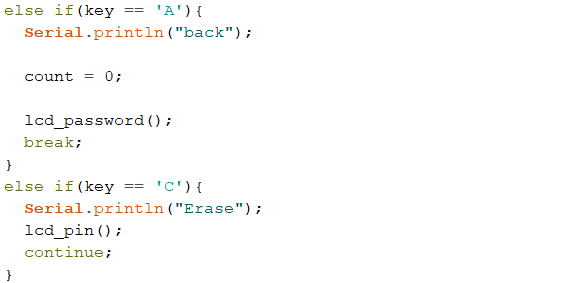 else if(key == 'A'){
  Serial.println("back");

  count = 0;

  lcd_password();
  break;
}
else if(key == 'C'){
  Serial.println("Erase");
  lcd_pin();
  continue;
}